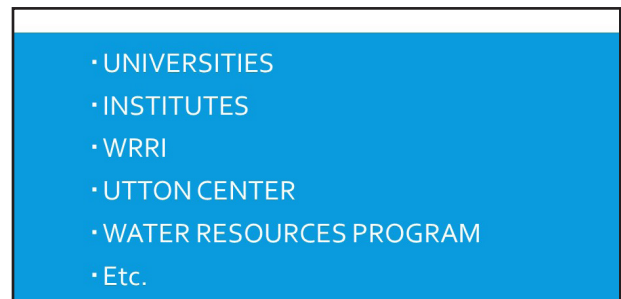 ▪ UNIVERSITIES
▪ INSTITUTES
▪ WRRI
▪ UTTON CENTER
▪ WATER RESOURCES PROGRAM
▪ Etc.